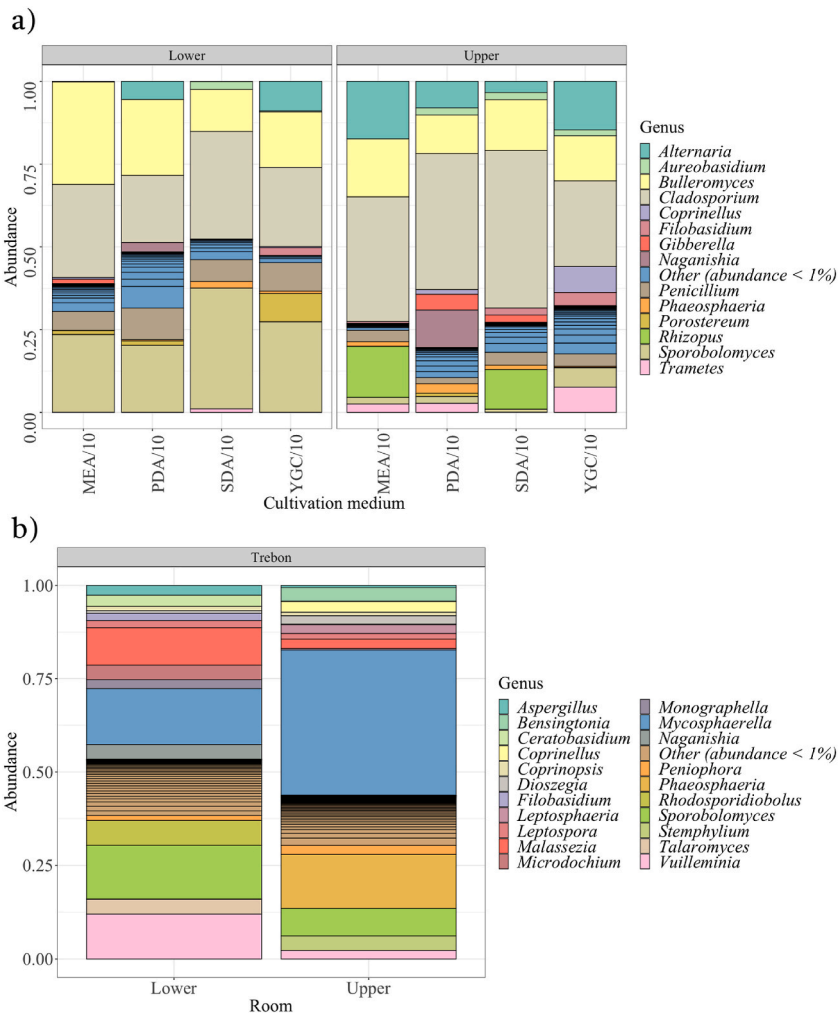 a)
Lower
Upper
1.00
0.75
0.50
0.25
0.00
Abundance
MEA/10
PDA/10
SDA/10
YGC/10
MEA/10
PDA/10
SDA/10
YGC/10
Cultivation medium
Genus
Alternaria
Aureobasidium
Bulleromyces
Cladosporium
Coprinellus
Filobasidium
Gibberella
Naganishia
Other (abundance < 1%)
Penicillium
Phaeosphaeria
Porostereum
Rhizopus
Sporobolomyces
Trametes
b)
Trebon
1.00
0.75
0.50
0.25
0.00
Abundance
Lower
Upper
Room
Genus
Aspergillus
Bensingtonia
Ceratobasidium
Coprinellus
Coprinopsis
Dioszegia
Filobasidium
Leptosphaeria
Leptospora
Malassezia
Microdochium
Monographella
Mycosphaerella
Naganishia
Other (abundance < 1%)
Peniophora
Phaeosphaeria
Rhodosporidiobolus
Sporobolomyces
Stemphylium
Talaromyces
Vuilleminia